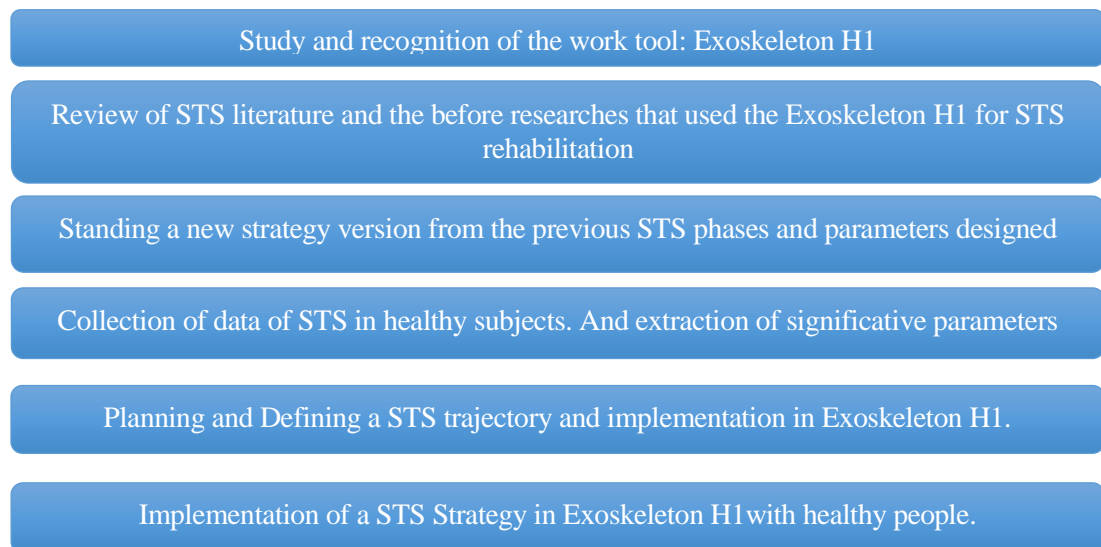 Study and recognition of the work tool: Exoskeleton H1
Review of STS literature and the before researches that used the Exoskeleton H1 for STS
rehabilitation
Standing a new strategy version from the previous STS phases and parameters designed
Collection of data of STS in healthy subjects. And extraction of significative parameters
Planning and Defining a STS trajectory and implementation in Exoskeleton H1.
Implementation of a STS Strategy in Exoskeleton H1with healthy people.